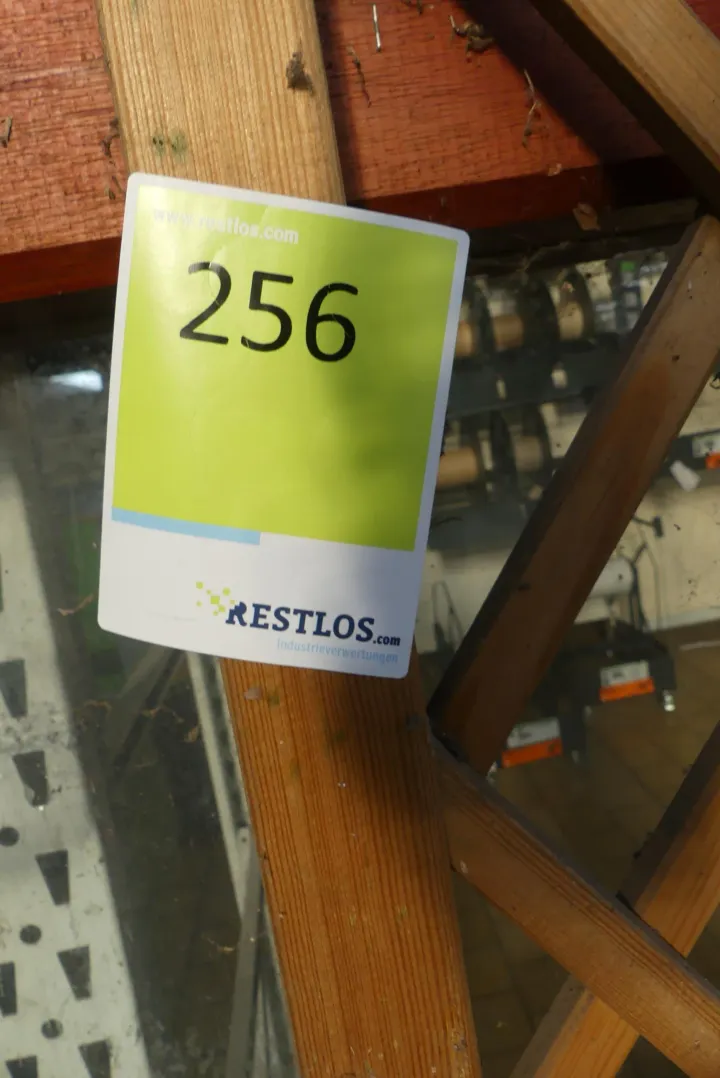 www.restlos.com
256
RESTLOS.com
Industrieverwertungen